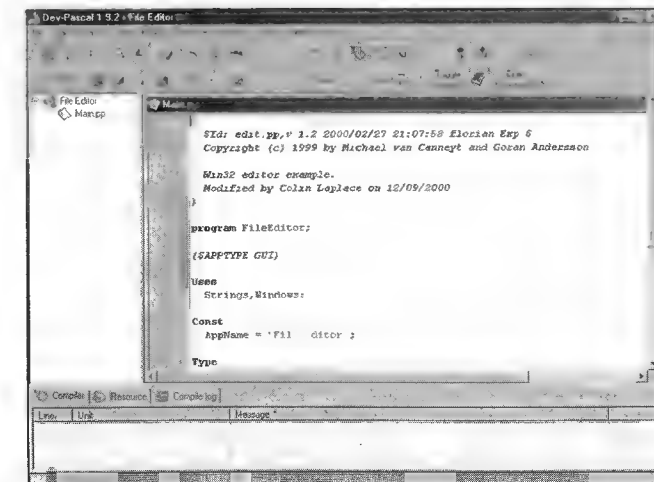 Dev-Pascal 1.9.2 - File Editor
File Editor
Main.pp
{
$Id: edit.pp,v 1.2 2000/02/27 21:07:58 florian Exp $
Copyright (c) 1999 by Michael van Canneyt and Goran Andersson
Win32 editor example.
Modified by Colin Laplace on 12/09/2000
}
program FileEditor;
{$APPTYPE GUI}
Uses
Strings,Windows;
Const
AppName = 'Fil ditor ;
Type
Compiler Resource Compile log
Line Unit Message